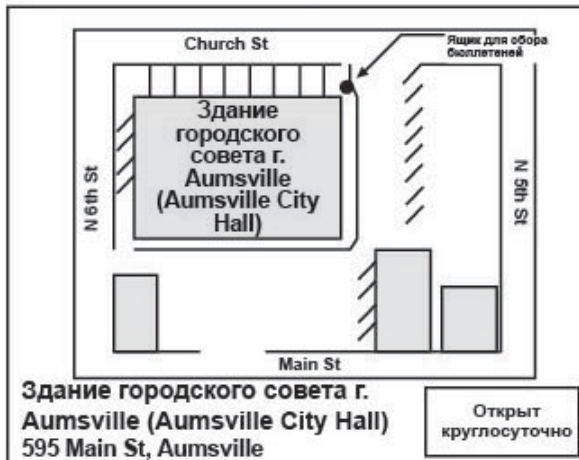 Church St
Ящик для сбора
бюллетеней
Здание
городского
совета г.
Aumsville
(Aumsville City
Hall)
N 6th St
N 5th St
Main St
Здание городского совета г.
Aumsville (Aumsville City Hall)
595 Main St, Aumsville
Открыт
круглосуточно